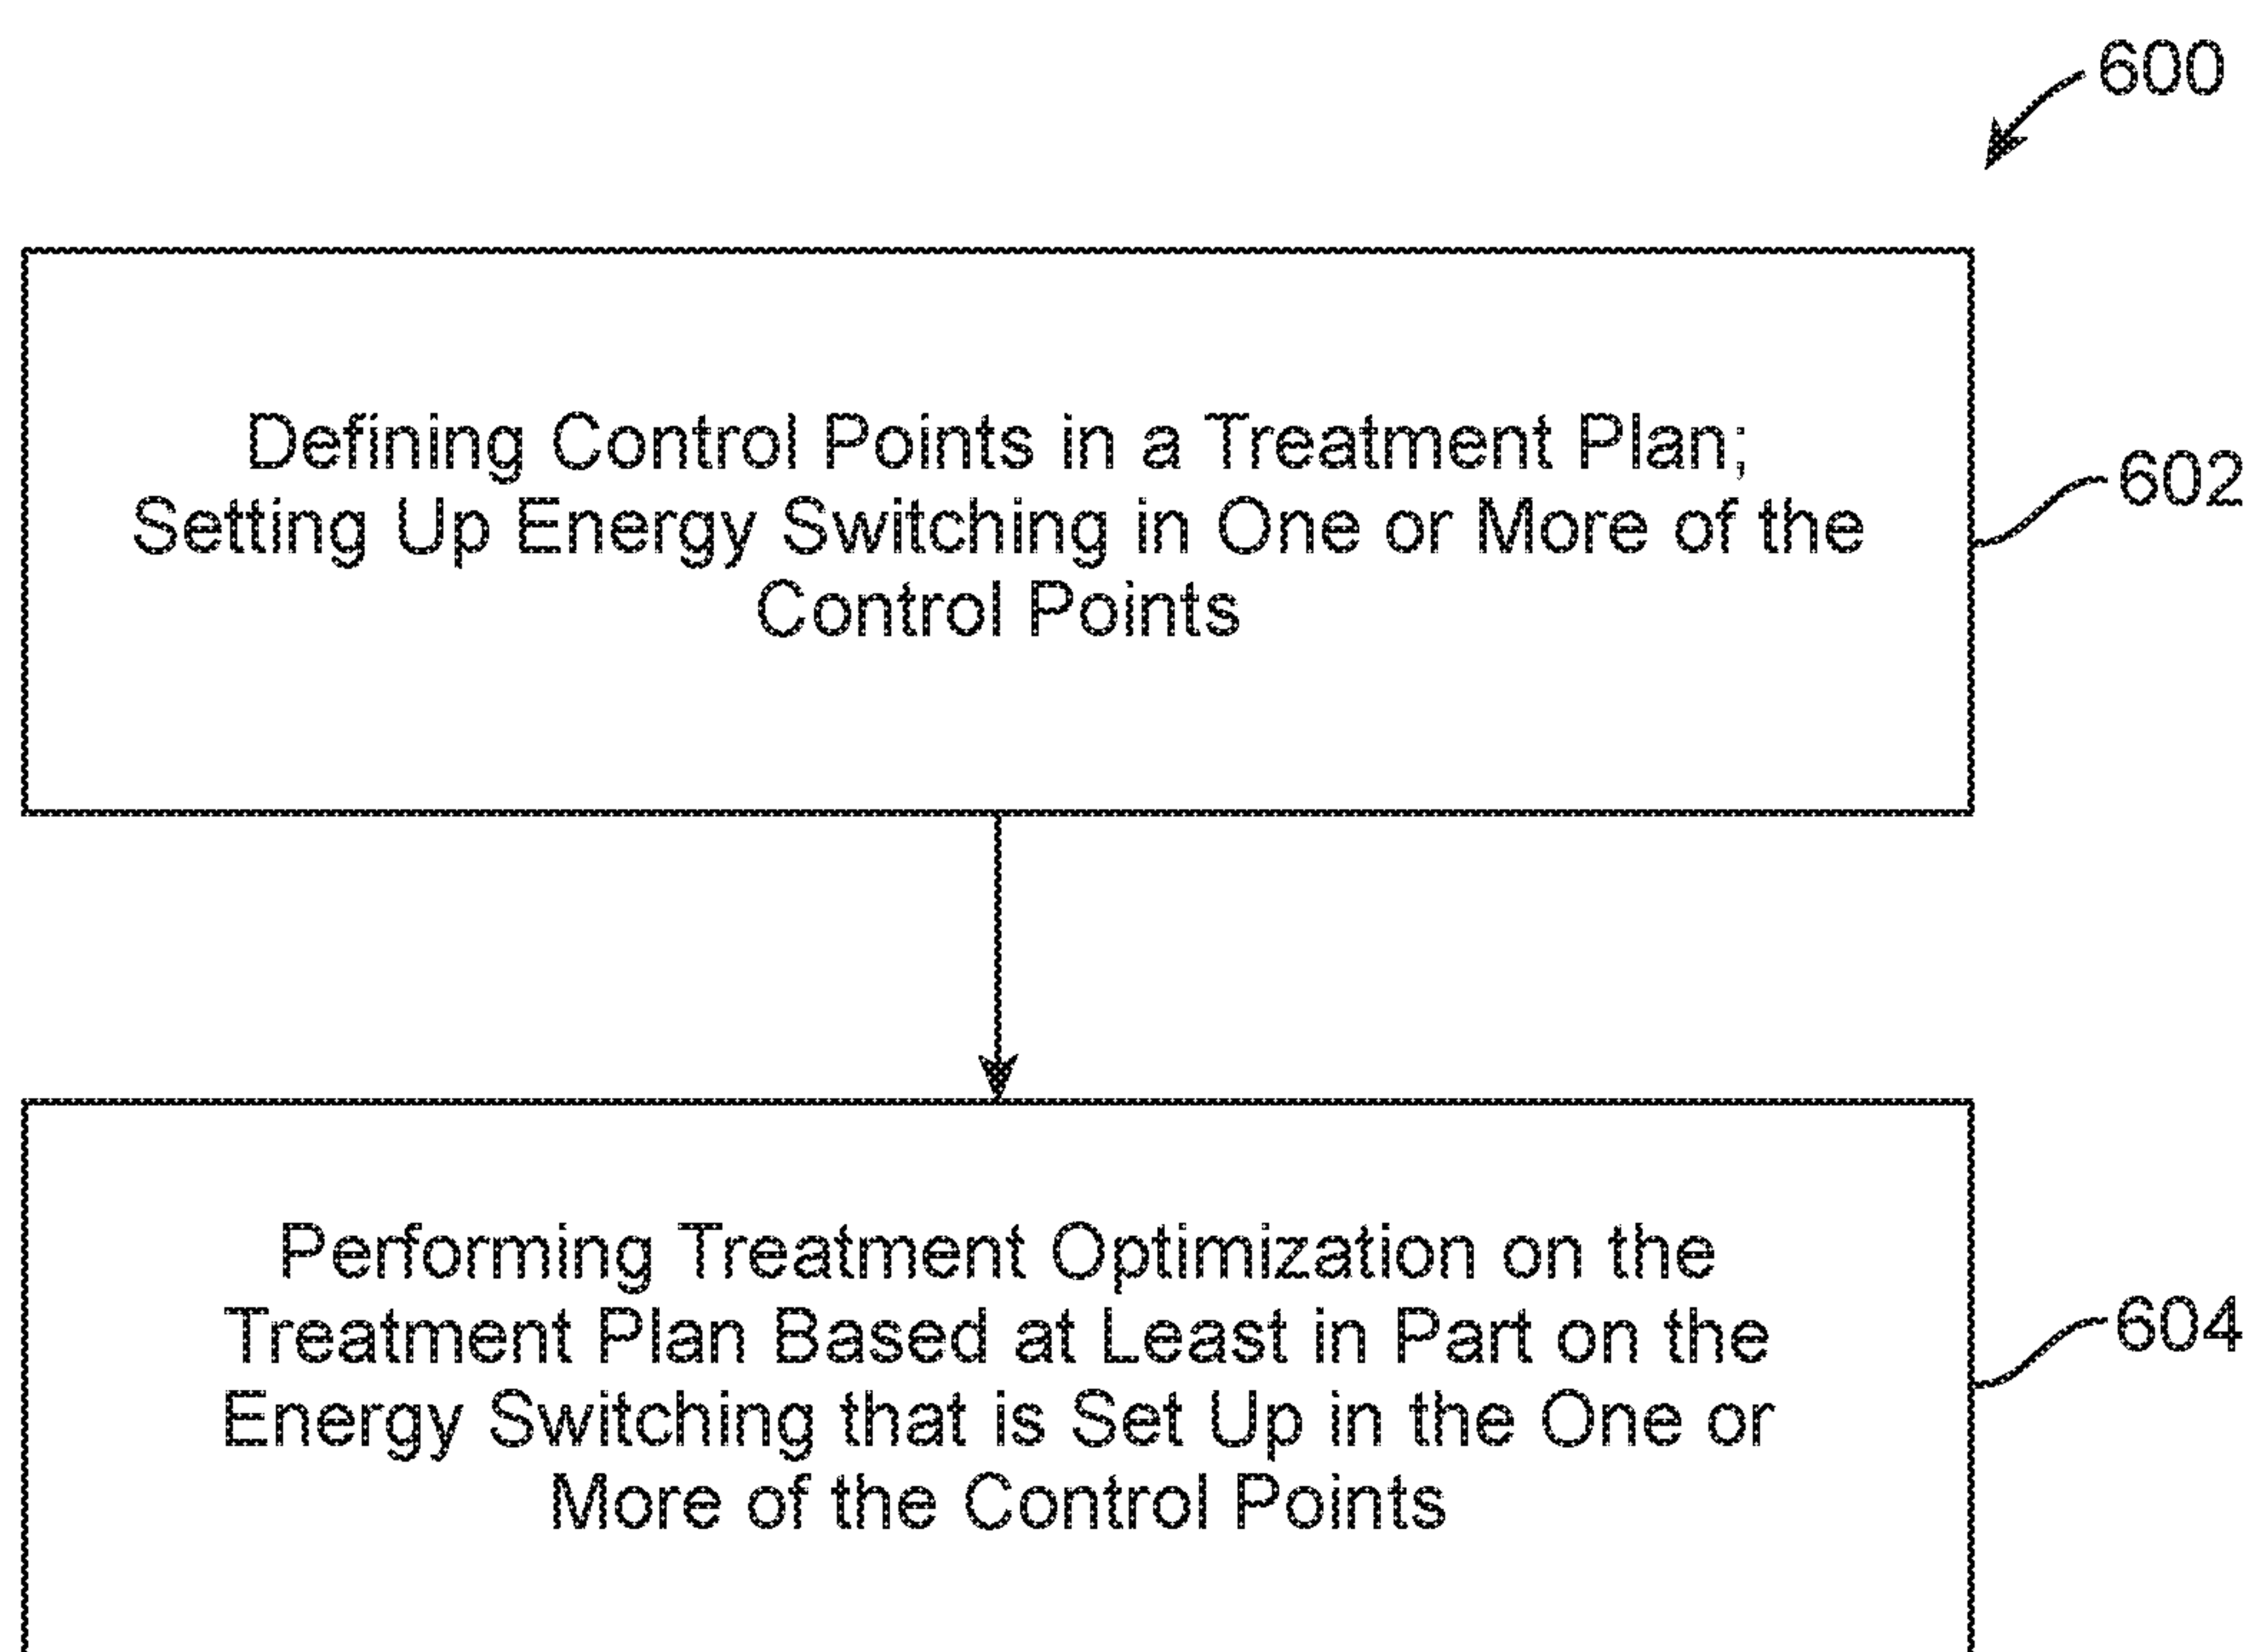 600
Defining Control Points in a Treatment Plan;
Setting Up Energy Switching in One or More of the
Control Points
602
Performing Treatment Optimization on the
Treatment Plan Based at Least in Part on the
Energy Switching that is Set Up in the One or
More of the Control Points
604